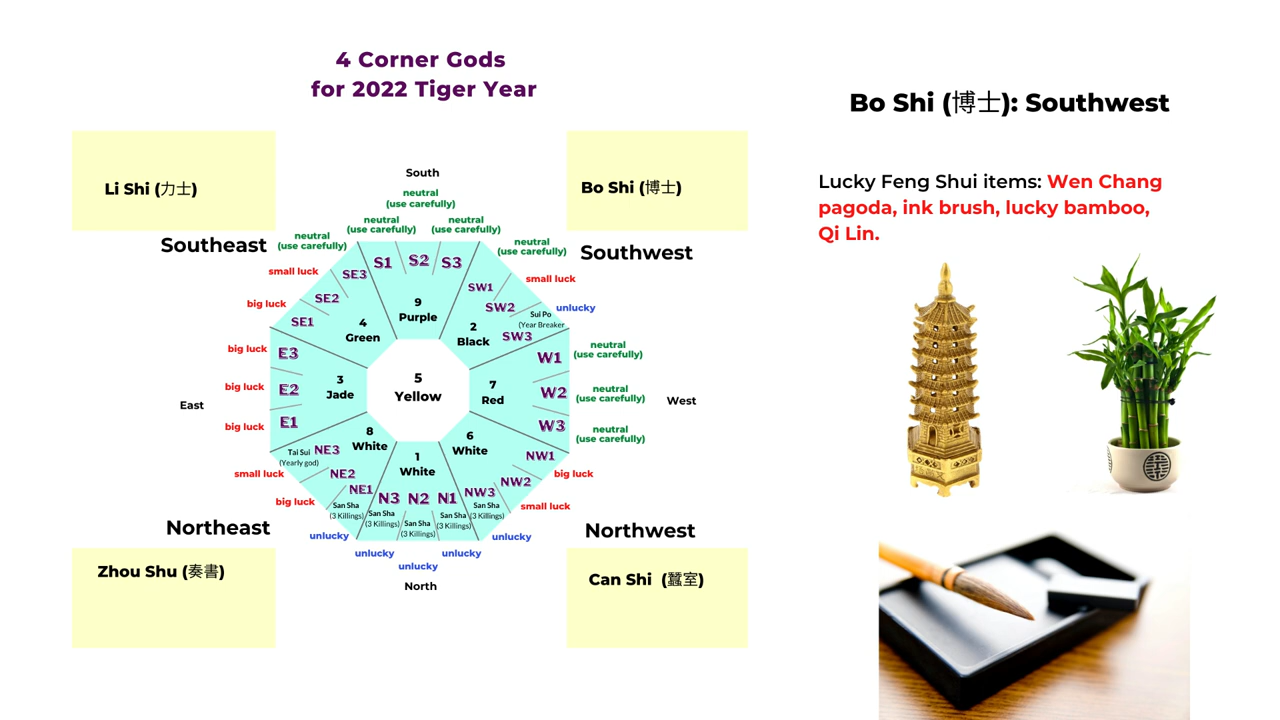 4 Corner Gods
for 2022 Tiger Year
Li Shi (力士)
Bo Shi (博士)
Southeast
Southwest
Northeast
Northwest
Zhou Shu (奏書)
Can Shi (蠶室)
South
neutral
(use carefully)
neutral
(use carefully)
neutral
(use carefully)
neutral
(use carefully)
neutral
(use carefully)
small luck
small luck
big luck
unlucky
big luck
neutral
(use carefully)
big luck
neutral
(use carefully)
big luck
neutral
(use carefully)
East
West
small luck
big luck
big luck
small luck
unlucky
unlucky
unlucky
unlucky
unlucky
North
S1
S2
S3
SE3
SE2
SE1
SW1
SW2
SW3
Sui Po
(Year Breaker
E3
E2
E1
W1
W2
W3
9
Purple
4
Green
2
Black
3
Jade
5
Yellow
7
Red
8
White
1
White
6
White
Tai Sui
(Yearly god)
NE3
NE2
NE1
San Sha
(3 Killings)
N3
San Sha
(3 Killings)
N2
San Sha
(3 Killings)
N1
San Sha
(3 Killings)
NW3
San Sha
(3 Killings)
NW2
NW1
Bo Shi (博士): Southwest
Lucky Feng Shui items: Wen Chang
pagoda, ink brush, lucky bamboo,
Qi Lin.